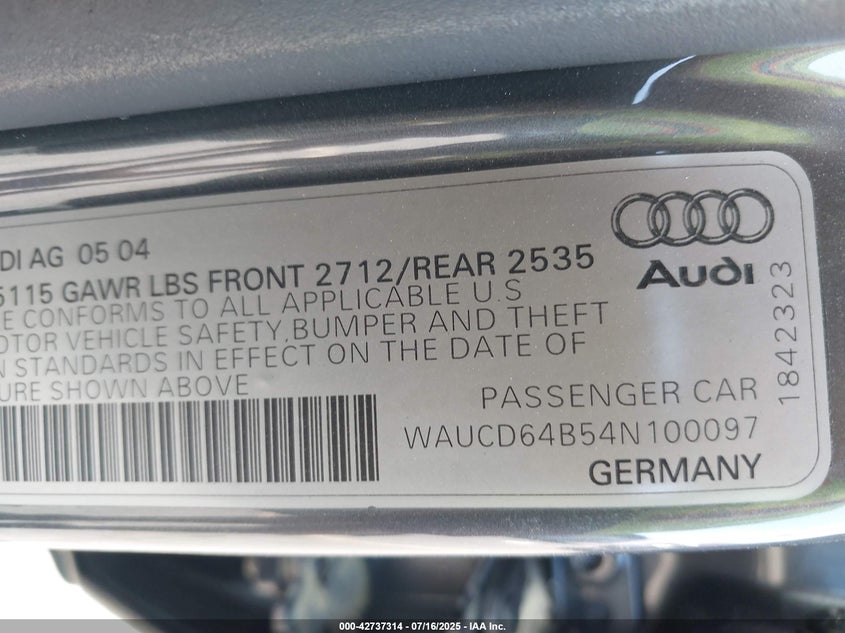 DI AG 05 04
5115 GAWR LBS FRONT 2712/REAR 2535
E CONFORMS TO ALL APPLICABLE U.S
OTOR VEHICLE SAFETY, BUMPER AND THEFT
N STANDARDS IN EFFECT ON THE DATE OF
URE SHOWN ABOVE
PASSENGER CAR
WAUCD64B54N100097
GERMANY
Audi
1842323
000-42737314 - 07/16/2025 - IAAI.COM